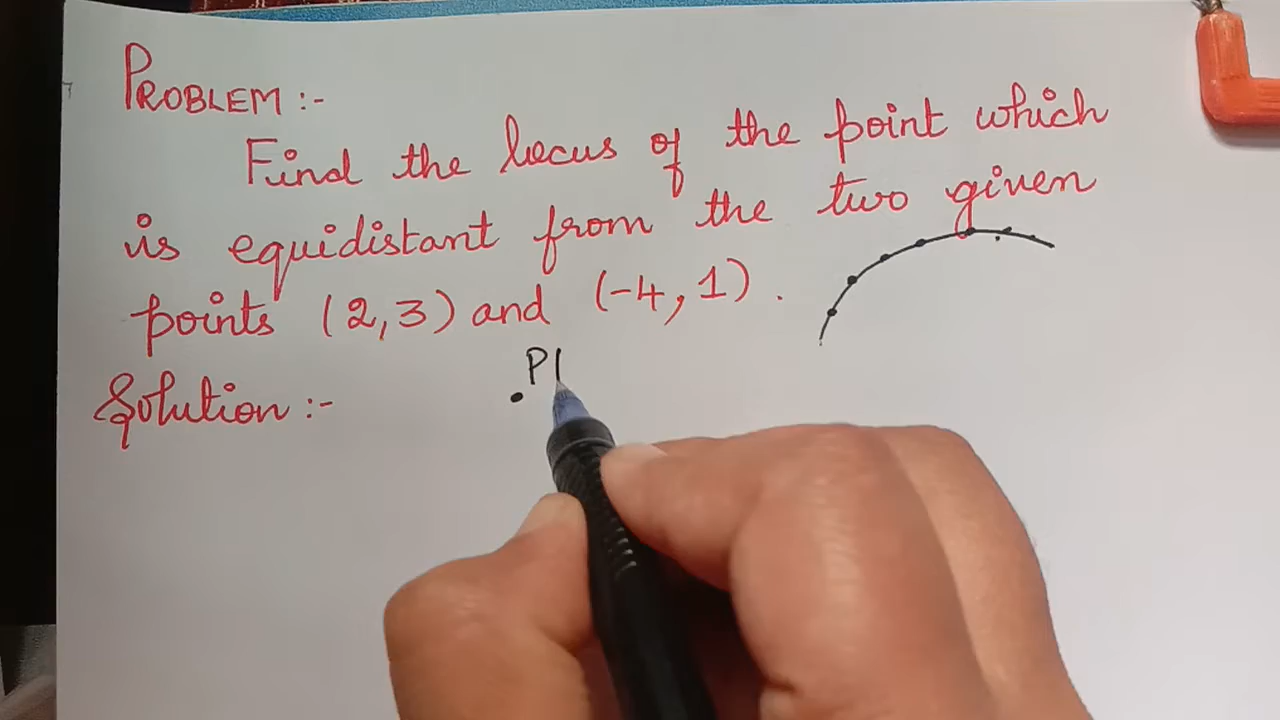 PROBLEM :-
Find the locus of the point which
is equidistant from the two given
points (2,3) and (-4,1).
Solution :-
P(